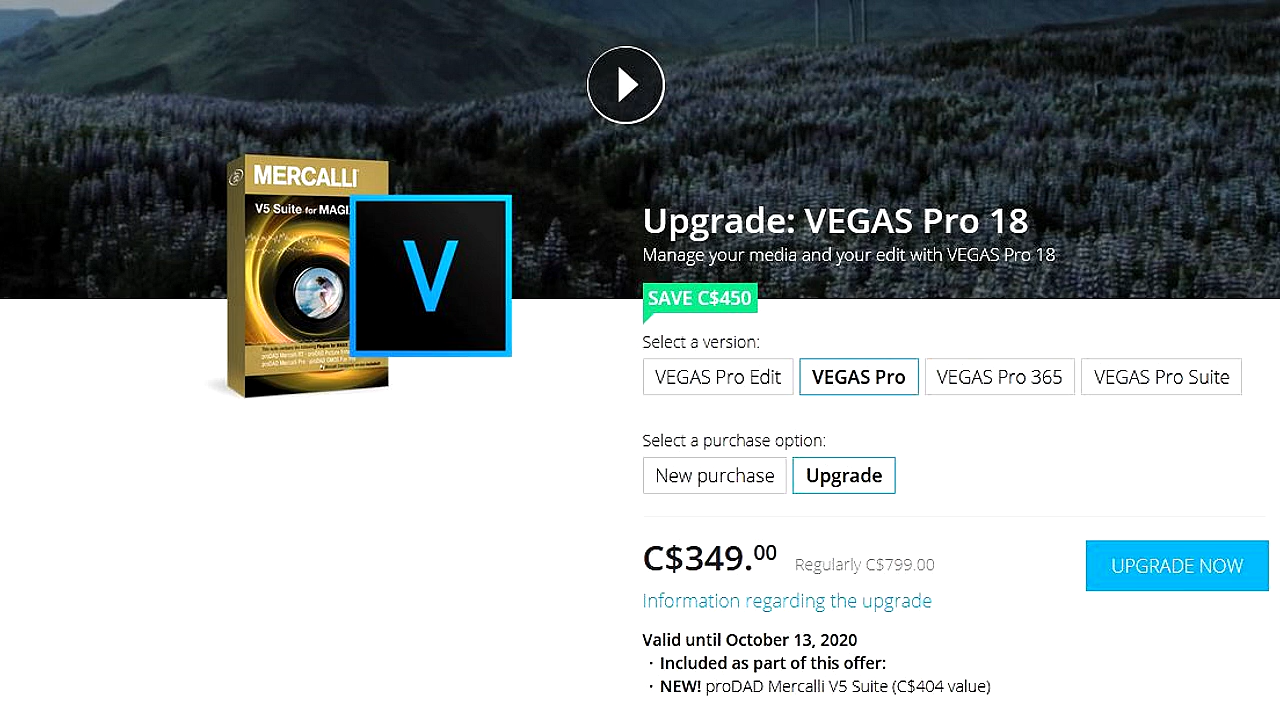 MERCALLI
V5 Suite for MAGI
V
Upgrade: VEGAS Pro 18
Manage your media and your edit with VEGAS Pro 18
SAVE C$450
Select a version:
VEGAS Pro Edit VEGAS Pro VEGAS Pro 365 VEGAS Pro Suite
Select a purchase option:
New purchase Upgrade
C$349.00 Regularly C$799.00
UPGRADE NOW
Information regarding the upgrade
Valid until October 13, 2020
· Included as part of this offer:
· NEW! proDAD Mercalli V5 Suite (C$404 value)